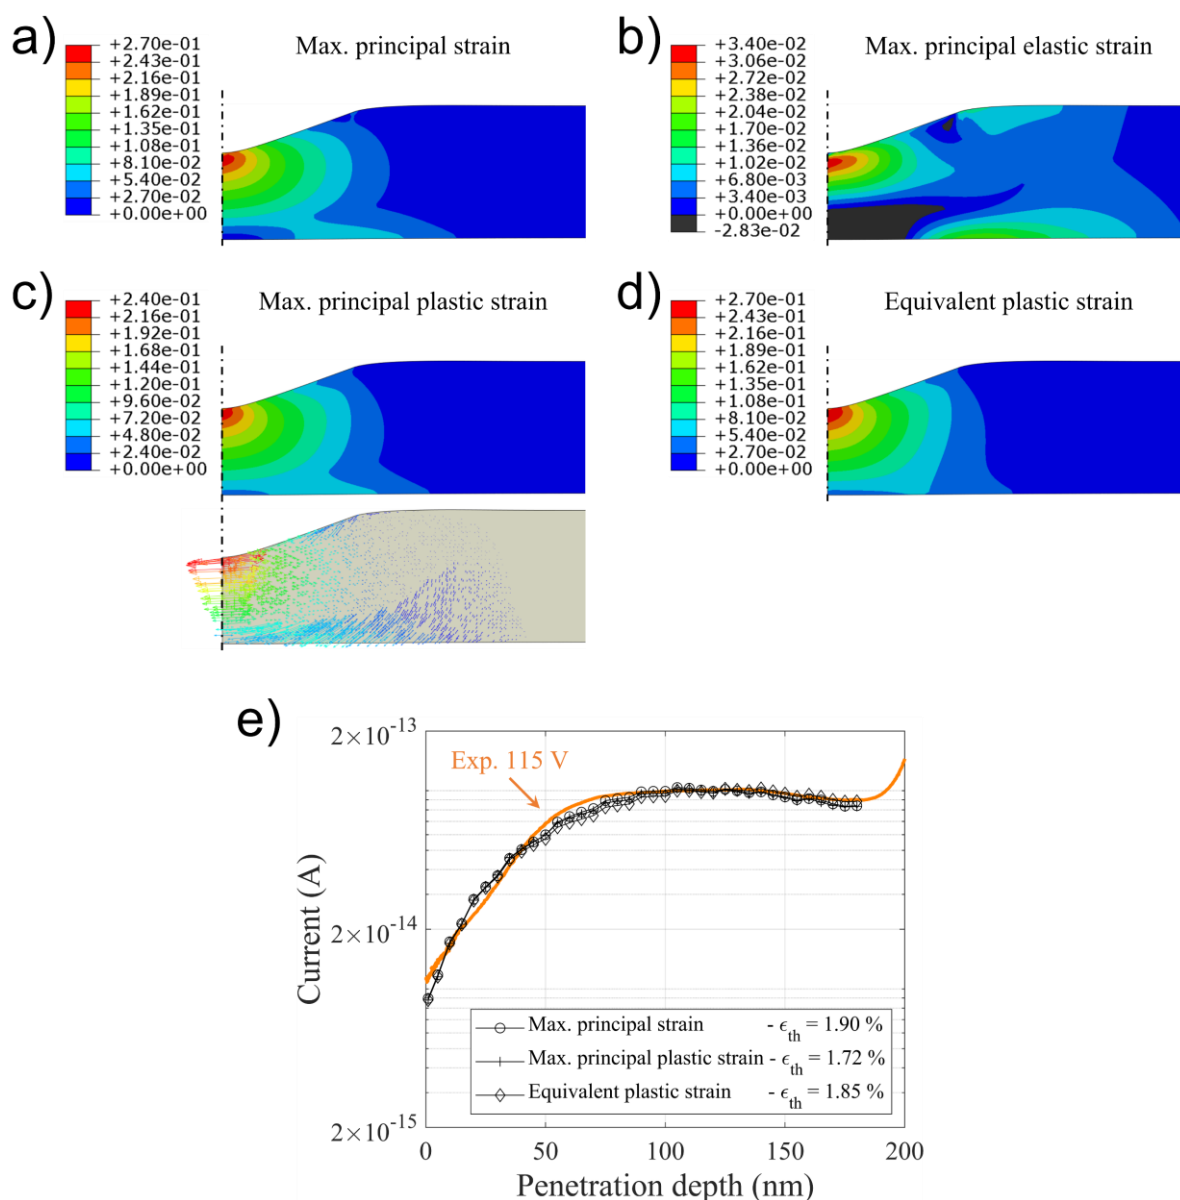 a)
Max. principal strain
+2.70e-01
+2.43e-01
+2.16e-01
+1.89e-01
+1.62e-01
+1.35e-01
+1.08e-01
+8.10e-02
+5.40e-02
+2.70e-02
+0.00e+00
b)
Max. principal elastic strain
+3.40e-02
+3.06e-02
+2.72e-02
+2.38e-02
+2.04e-02
+1.70e-02
+1.36e-02
+1.02e-02
+6.80e-03
+3.40e-03
+0.00e+00
-2.83e-02
c)
Max. principal plastic strain
+2.40e-01
+2.16e-01
+1.92e-01
+1.68e-01
+1.44e-01
+1.20e-01
+9.60e-02
+7.20e-02
+4.80e-02
+2.40e-02
+0.00e+00
d)
Equivalent plastic strain
+2.70e-01
+2.43e-01
+2.16e-01
+1.89e-01
+1.62e-01
+1.35e-01
+1.08e-01
+8.10e-02
+5.40e-02
+2.70e-02
+0.00e+00
e)
2×10⁻¹³
Exp. 115 V
Current (A)
2×10⁻¹⁴
Max. principal strain - ϵ_th = 1.90 %
Max. principal plastic strain - ϵ_th = 1.72 %
Equivalent plastic strain - ϵ_th = 1.85 %
2×10⁻¹⁵
0 50 100 150 200
Penetration depth (nm)